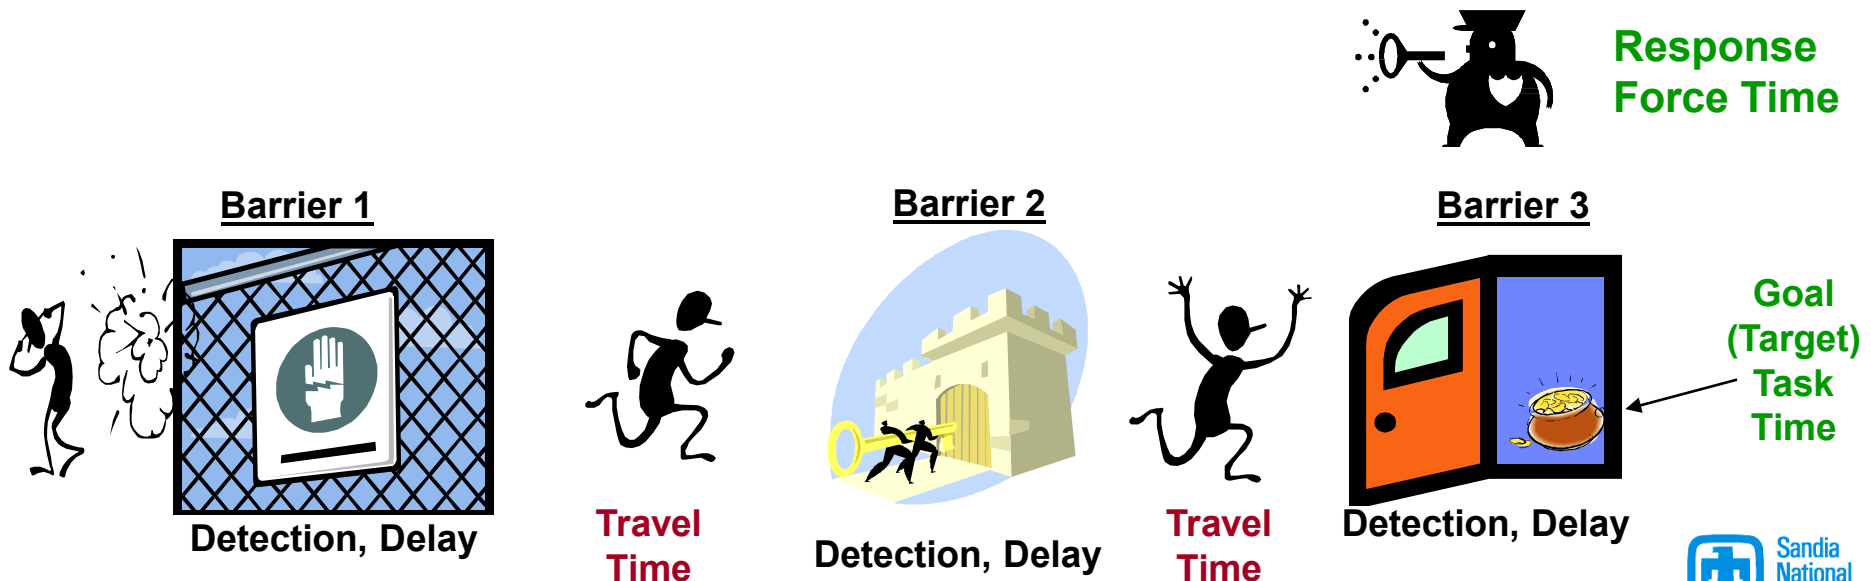 Response
Force Time
Barrier 1
Barrier 2
Barrier 3
Goal
(Target)
Task
Time
Detection, Delay
Travel
Time
Detection, Delay
Travel
Time
Detection, Delay
Sandia
National